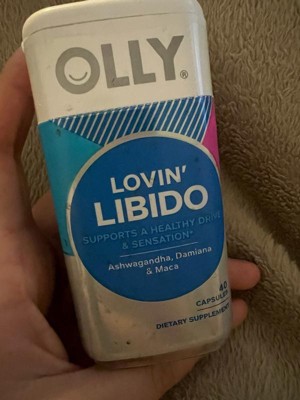 OLLY®
LOVIN'
LIBIDO
SUPPORTS A HEALTHY DRIVE
& SENSATION*
Ashwagandha, Damiana
& Maca
40
CAPSULES
DIETARY SUPPLEMENT